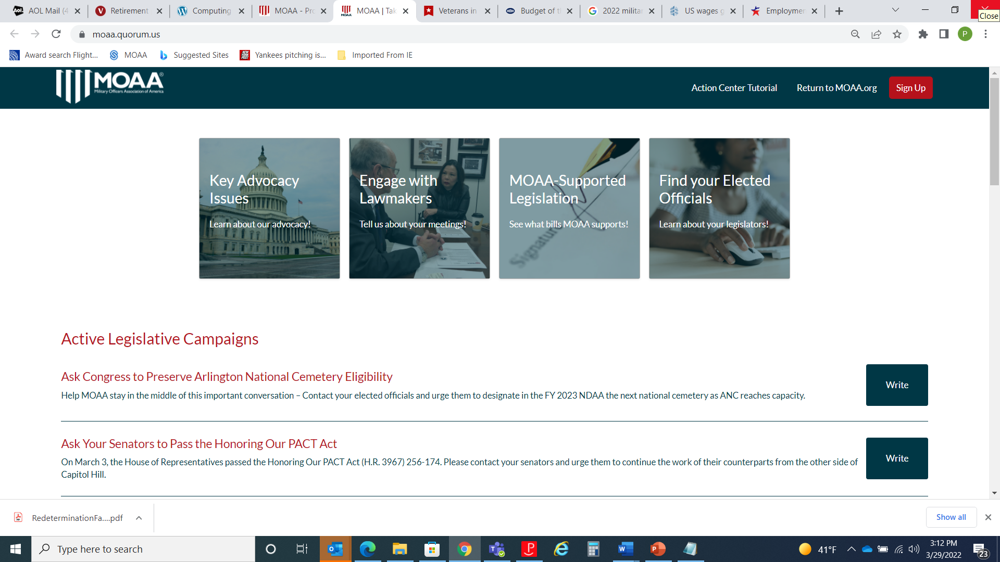 AOL Mail (4
Retirement
Computing
MOAA - Pro
MOAA | Tak
Veterans in
Budget of t
2022 militar
US wages g
Employmen
Close
moaa.quorum.us
P
Award search Flight...
MOAA
Suggested Sites
Yankees pitching is...
Imported From IE
MOAA®
Military Officers Association of America
Action Center Tutorial
Return to MOAA.org
Sign Up
Key Advocacy
Issues
Learn about our advocacy!
Engage with
Lawmakers
Tell us about your meetings!
MOAA-Supported
Legislation
See what bills MOAA supports!
Signature
Find your Elected
Officials
Learn about your legislators!
Active Legislative Campaigns
Ask Congress to Preserve Arlington National Cemetery Eligibility
Help MOAA stay in the middle of this important conversation – Contact your elected officials and urge them to designate in the FY 2023 NDAA the next national cemetery as ANC reaches capacity.
Write
Ask Your Senators to Pass the Honoring Our PACT Act
On March 3, the House of Representatives passed the Honoring Our PACT Act (H.R. 3967) 256-174. Please contact your senators and urge them to continue the work of their counterparts from the other side of
Capitol Hill.
Write
RedeterminationFa....pdf
Show all
Type here to search
41°F
3:12 PM
3/29/2022
23